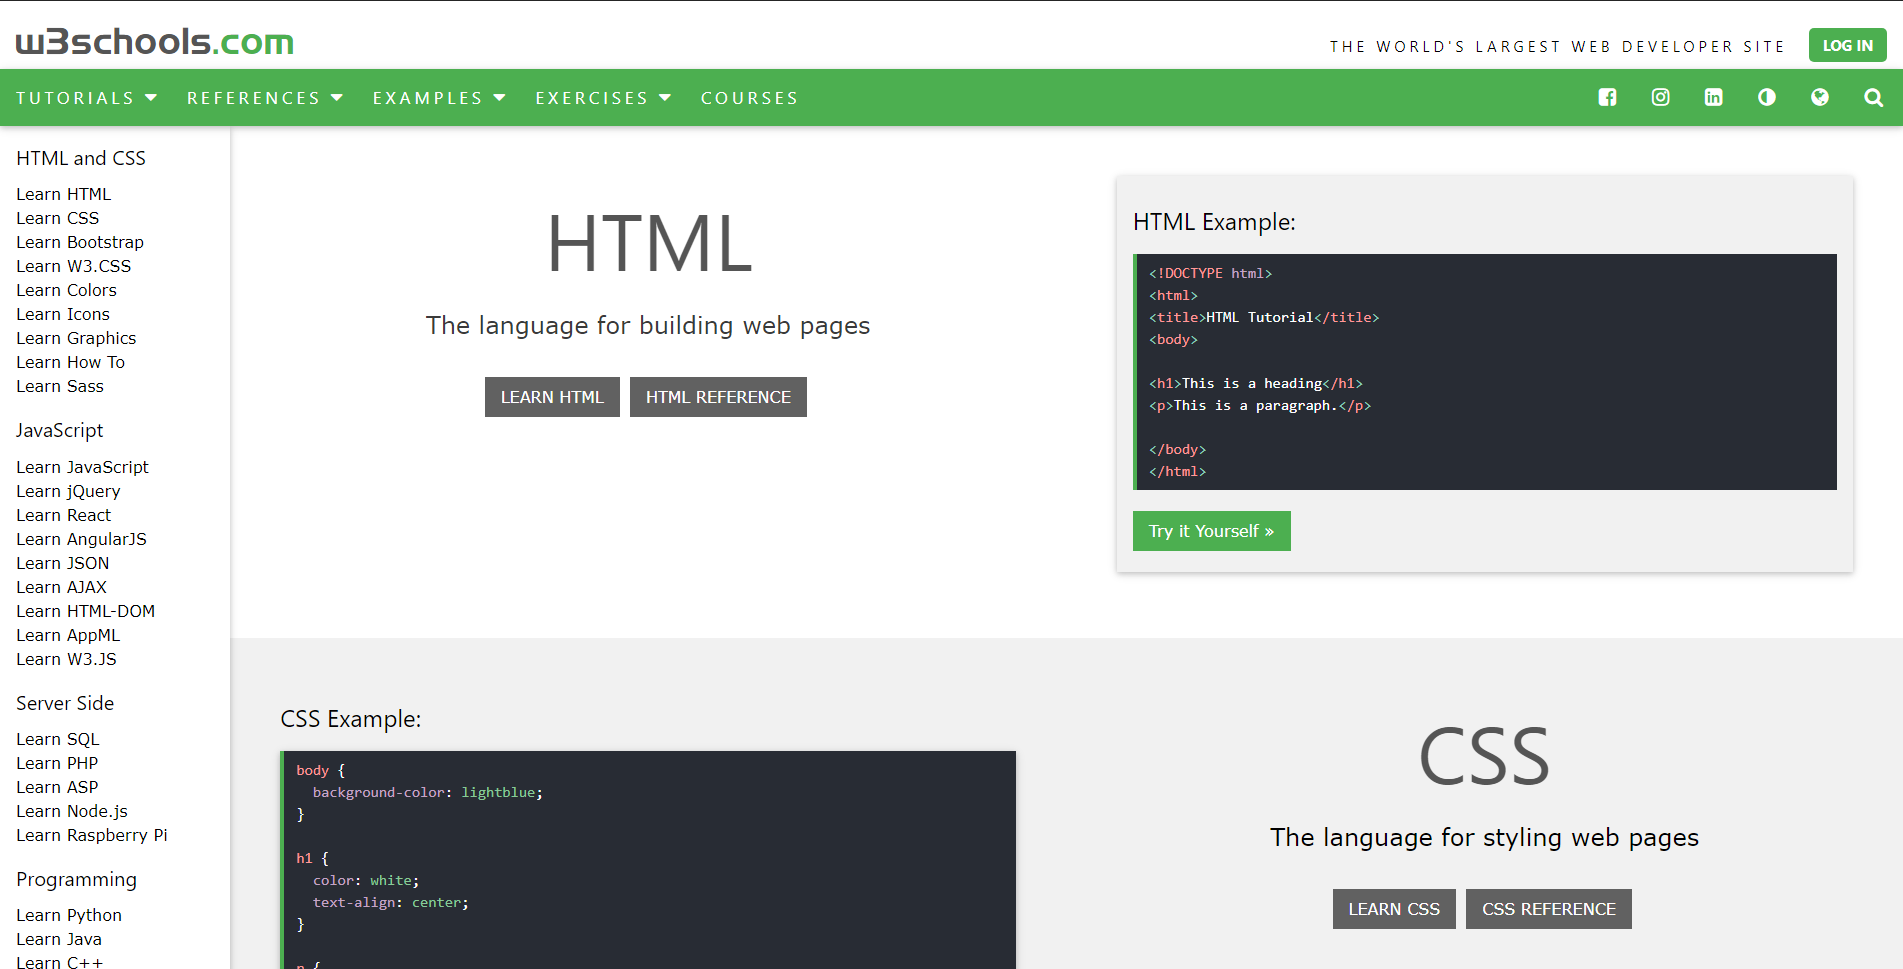 w3schools.com
THE WORLD'S LARGEST WEB DEVELOPER SITE
LOG IN
TUTORIALS REFERENCES EXAMPLES EXERCISES COURSES
HTML and CSS
Learn HTML
Learn CSS
Learn Bootstrap
Learn W3.CSS
Learn Colors
Learn Icons
Learn Graphics
Learn How To
Learn Sass
JavaScript
Learn JavaScript
Learn jQuery
Learn React
Learn AngularJS
Learn JSON
Learn AJAX
Learn HTML-DOM
Learn AppML
Learn W3.JS
Server Side
Learn SQL
Learn PHP
Learn ASP
Learn Node.js
Learn Raspberry Pi
Programming
Learn Python
Learn Java
Learn C++
HTML
The language for building web pages
LEARN HTML HTML REFERENCE
HTML Example:
<!DOCTYPE html>
<html>
<title>HTML Tutorial</title>
<body>
<h1>This is a heading</h1>
<p>This is a paragraph.</p>
</body>
</html>
Try it Yourself »
CSS Example:
body {
background-color: lightblue;
}
h1 {
color: white;
text-align: center;
}
p {
CSS
The language for styling web pages
LEARN CSS CSS REFERENCE